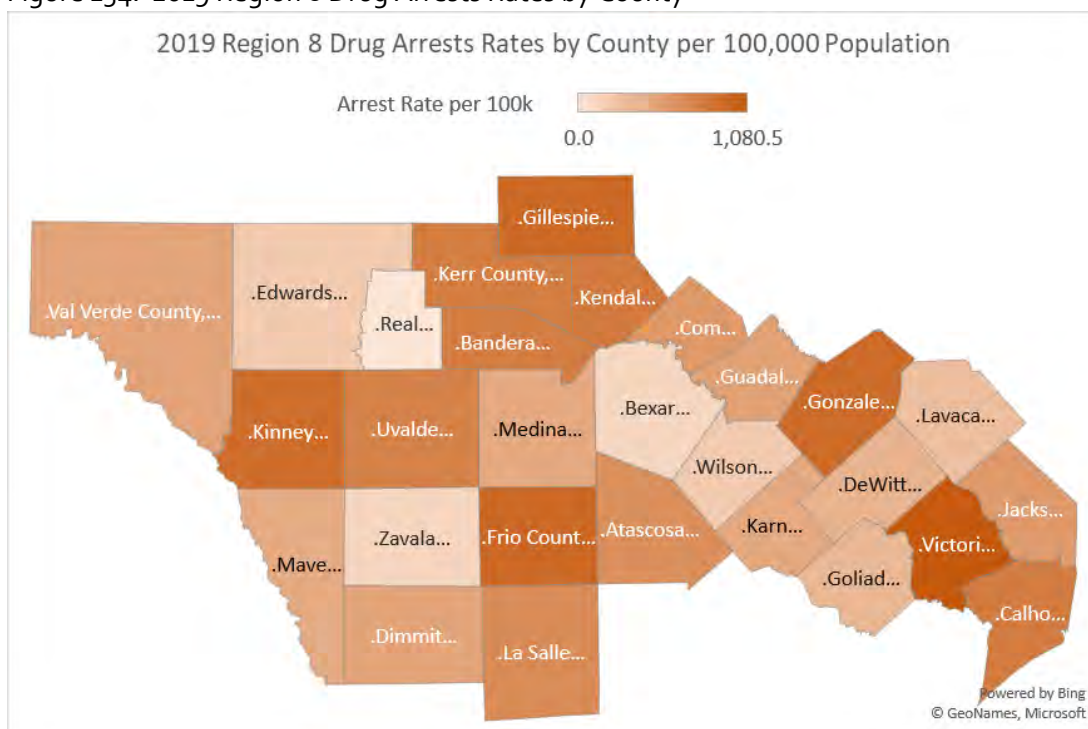 2019 Region 8 Drug Arrests Rates by County per 100,000 Population
Arrest Rate per 100k
0.0 1,080.5
.Gillespie...
.Kerr County,...
.Edwards...
.Kendal...
.Val Verde County,...
.Real...
.Com...
.Bandera...
.Guadal...
.Gonzale...
.Bexar...
.Lavaca...
.Kinney...
.Uvalde...
.Medina...
.Wilson...
.DeWitt...
.Jacks...
.Karn...
.Atascosa...
.Frio Count...
.Zavala...
.Victori...
.Mave...
.Goliad...
.Calho...
.Dimmit...
.La Salle...
Powered by Bing
© GeoNames, Microsoft